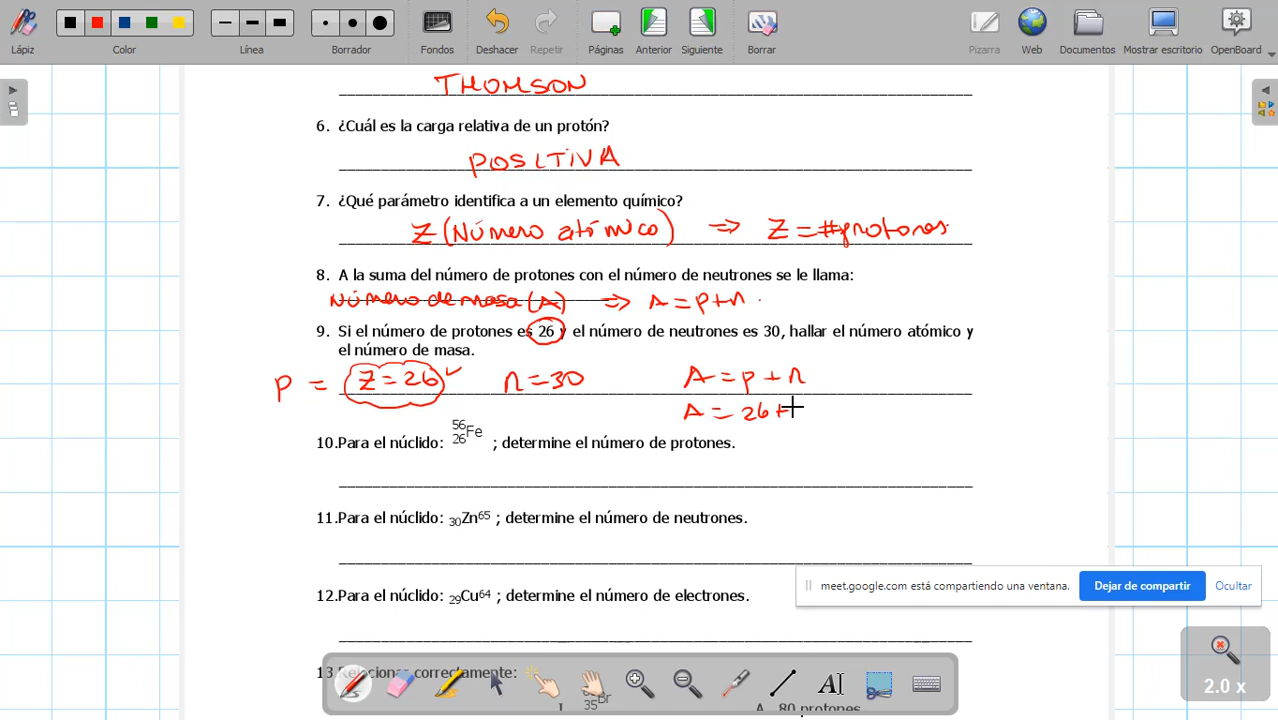 Lápiz Color Línea Borrador Fondos Deshacer Repetir Páginas Anterior Siguiente Borrar Pizarra Web Documentos Mostrar escritorio OpenBoard
THOMSON
6. ¿Cuál es la carga relativa de un protón?
POSITIVA
7. ¿Qué parámetro identifica a un elemento químico?
Z (Número atómico) => Z = #protones.
8. A la suma del número de protones con el número de neutrones se le llama:
Número de masa (A) => A = p+n.
9. Si el número de protones es 26 y el número de neutrones es 30, hallar el número atómico y
el número de masa.
p = Z = 26 ✓ n = 30 A = p + n
A = 26 +
10.Para el núclido: ⁵⁶₂₆Fe ; determine el número de protones.
11.Para el núclido: ₃₀Zn⁶⁵ ; determine el número de neutrones.
meet.google.com está compartiendo una ventana. Dejar de compartir Ocultar
12.Para el núclido: ₂₉Cu⁶⁴ ; determine el número de electrones.
13.Relacione correctamente:
2.0 x
I. ₃₅Br A. 80 protones